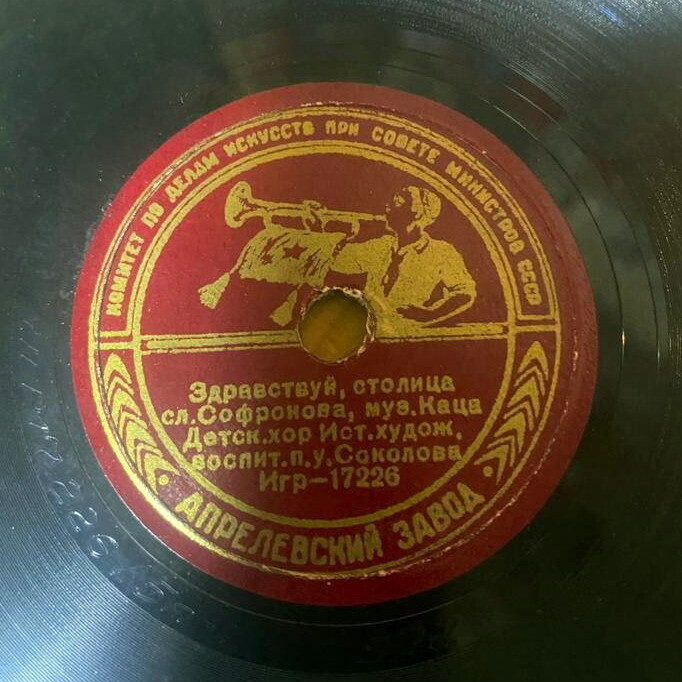 КОМИТЕТ ПО ДЕЛАМ ИСКУССТВ ПРИ СОВЕТЕ МИНИСТРОВ СССР
Здравствуй, столица
сл.Софронова, муз.Каца
Детск.хор Ист.худож.
воспит.п.у.Соколова
Игр-17226
АПРЕЛЕВСКИЙ ЗАВОД